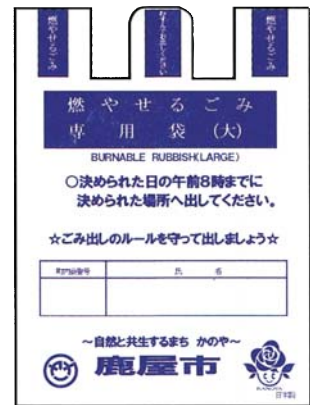 燃やせるごみ
燃やせるごみ
燃やせるごみ
専用袋(大)
BURNABLE RUBBISH(LARGE)
○決められた日の午前8時までに
決められた場所へ出してください。
☆ごみ出しのルールを守って出しましょう☆
氏 名
~自然と共生するまち かのや~
鹿屋市
KANOYA
日本製